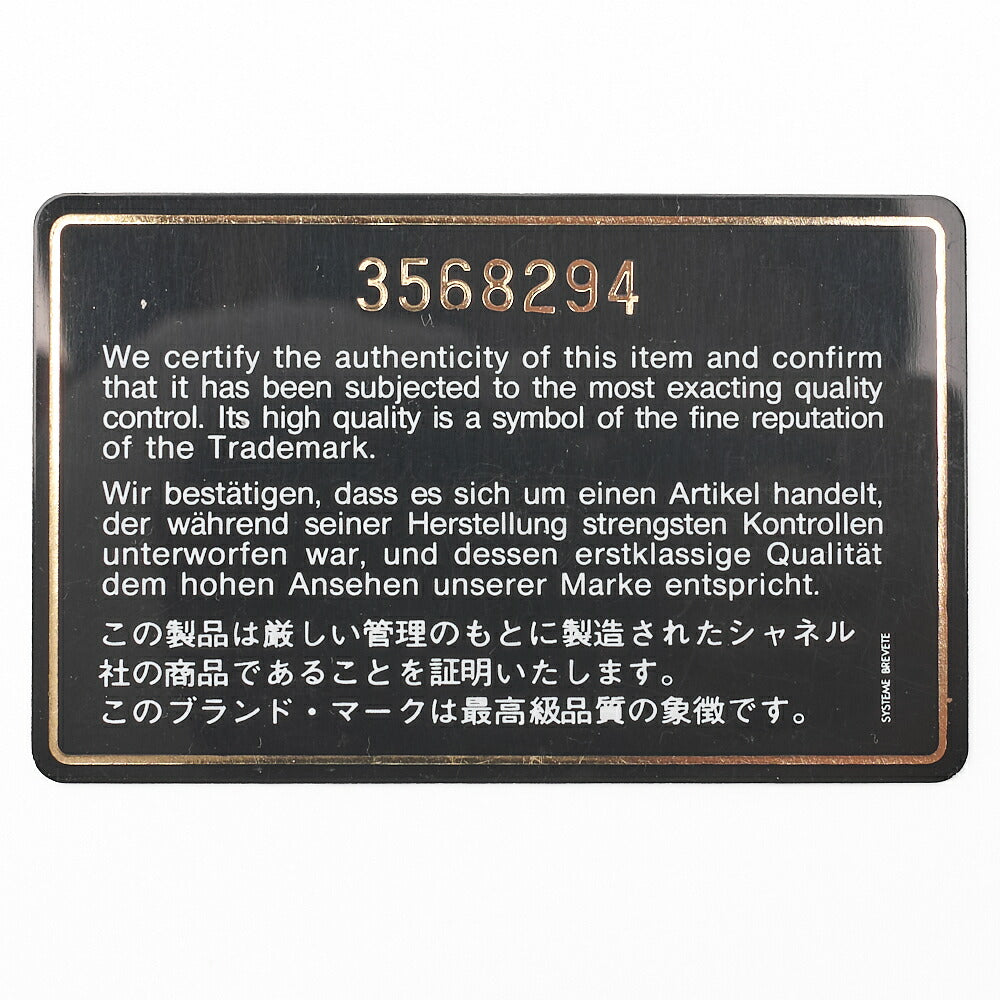 3568294
We certify the authenticity of this item and confirm
that it has been subjected to the most exacting quality
control. Its high quality is a symbol of the fine reputation
of the Trademark.
Wir bestätigen, dass es sich um einen Artikel handelt,
der während seiner Herstellung strengsten Kontrollen
unterworfen war, und dessen erstklassige Qualität
dem hohen Ansehen unserer Marke entspricht.
この製品は厳しい管理のもとに製造されたシャネル
社の商品であることを証明いたします。
このブランド・マークは最高級品質の象徴です。
SYSTEME BREVETE